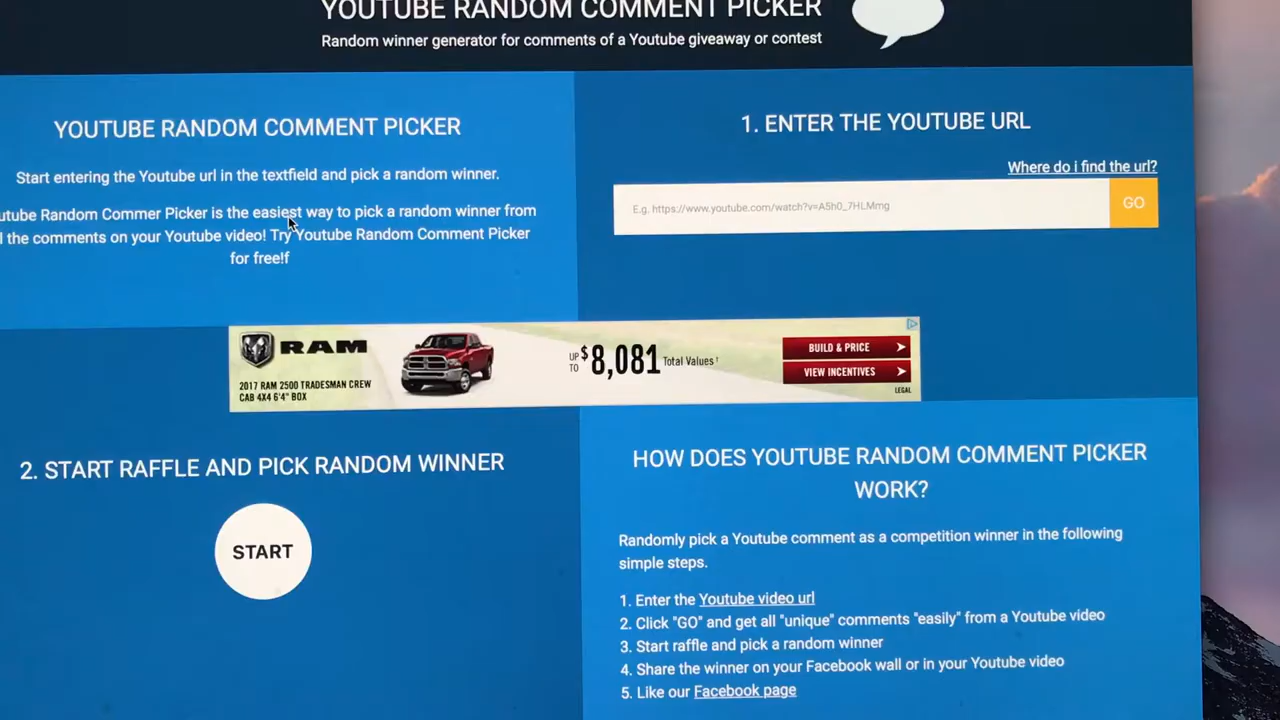 YOUTUBE RANDOM COMMENT PICKER
Random winner generator for comments of a Youtube giveaway or contest
YOUTUBE RANDOM COMMENT PICKER
Start entering the Youtube url in the textfield and pick a random winner.
utube Random Commer Picker is the easiest way to pick a random winner from
l the comments on your Youtube video! Try Youtube Random Comment Picker
for free!f
1. ENTER THE YOUTUBE URL
Where do i find the url?
E.g. https://www.youtube.com/watch?v=A5h0_7HLMmg
GO
RAM
2017 RAM 2500 TRADESMAN CREW
CAB 4X4 6'4" BOX
UP TO $8,081 Total Values†
BUILD & PRICE
VIEW INCENTIVES
LEGAL
2. START RAFFLE AND PICK RANDOM WINNER
START
HOW DOES YOUTUBE RANDOM COMMENT PICKER
WORK?
Randomly pick a Youtube comment as a competition winner in the following
simple steps.
1. Enter the Youtube video url
2. Click "GO" and get all "unique" comments "easily" from a Youtube video
3. Start raffle and pick a random winner
4. Share the winner on your Facebook wall or in your Youtube video
5. Like our Facebook page